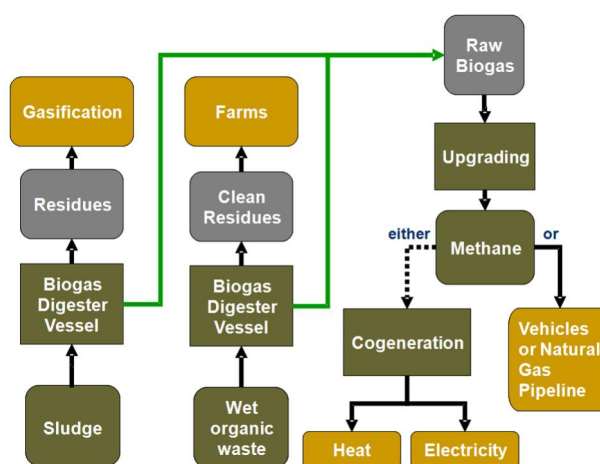 Raw
Biogas
Gasification
Farms
Upgrading
Residues
Clean
Residues
either
or
Methane
Biogas
Digester
Vessel
Biogas
Digester
Vessel
Cogeneration
Vehicles
or Natural
Gas
Pipeline
Sludge
Wet
organic
waste
Heat
Electricity